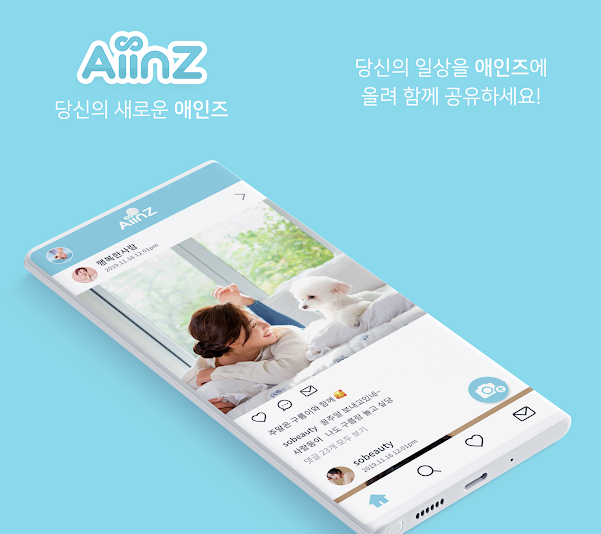 AiinZ
당신의 새로운 애인즈
당신의 일상을 애인즈에
올려 함께 공유하세요!
AiinZ
행복한사람
2019.11.16 12:01pm
주말은 구름이와 함께 🥰
sobeauty 꿀주말 보내고있네~
사랑둥이 나도 구름랑 놀고 싶당
댓글 23개 모두 보기
sobeauty
2019.11.16 12:01pm